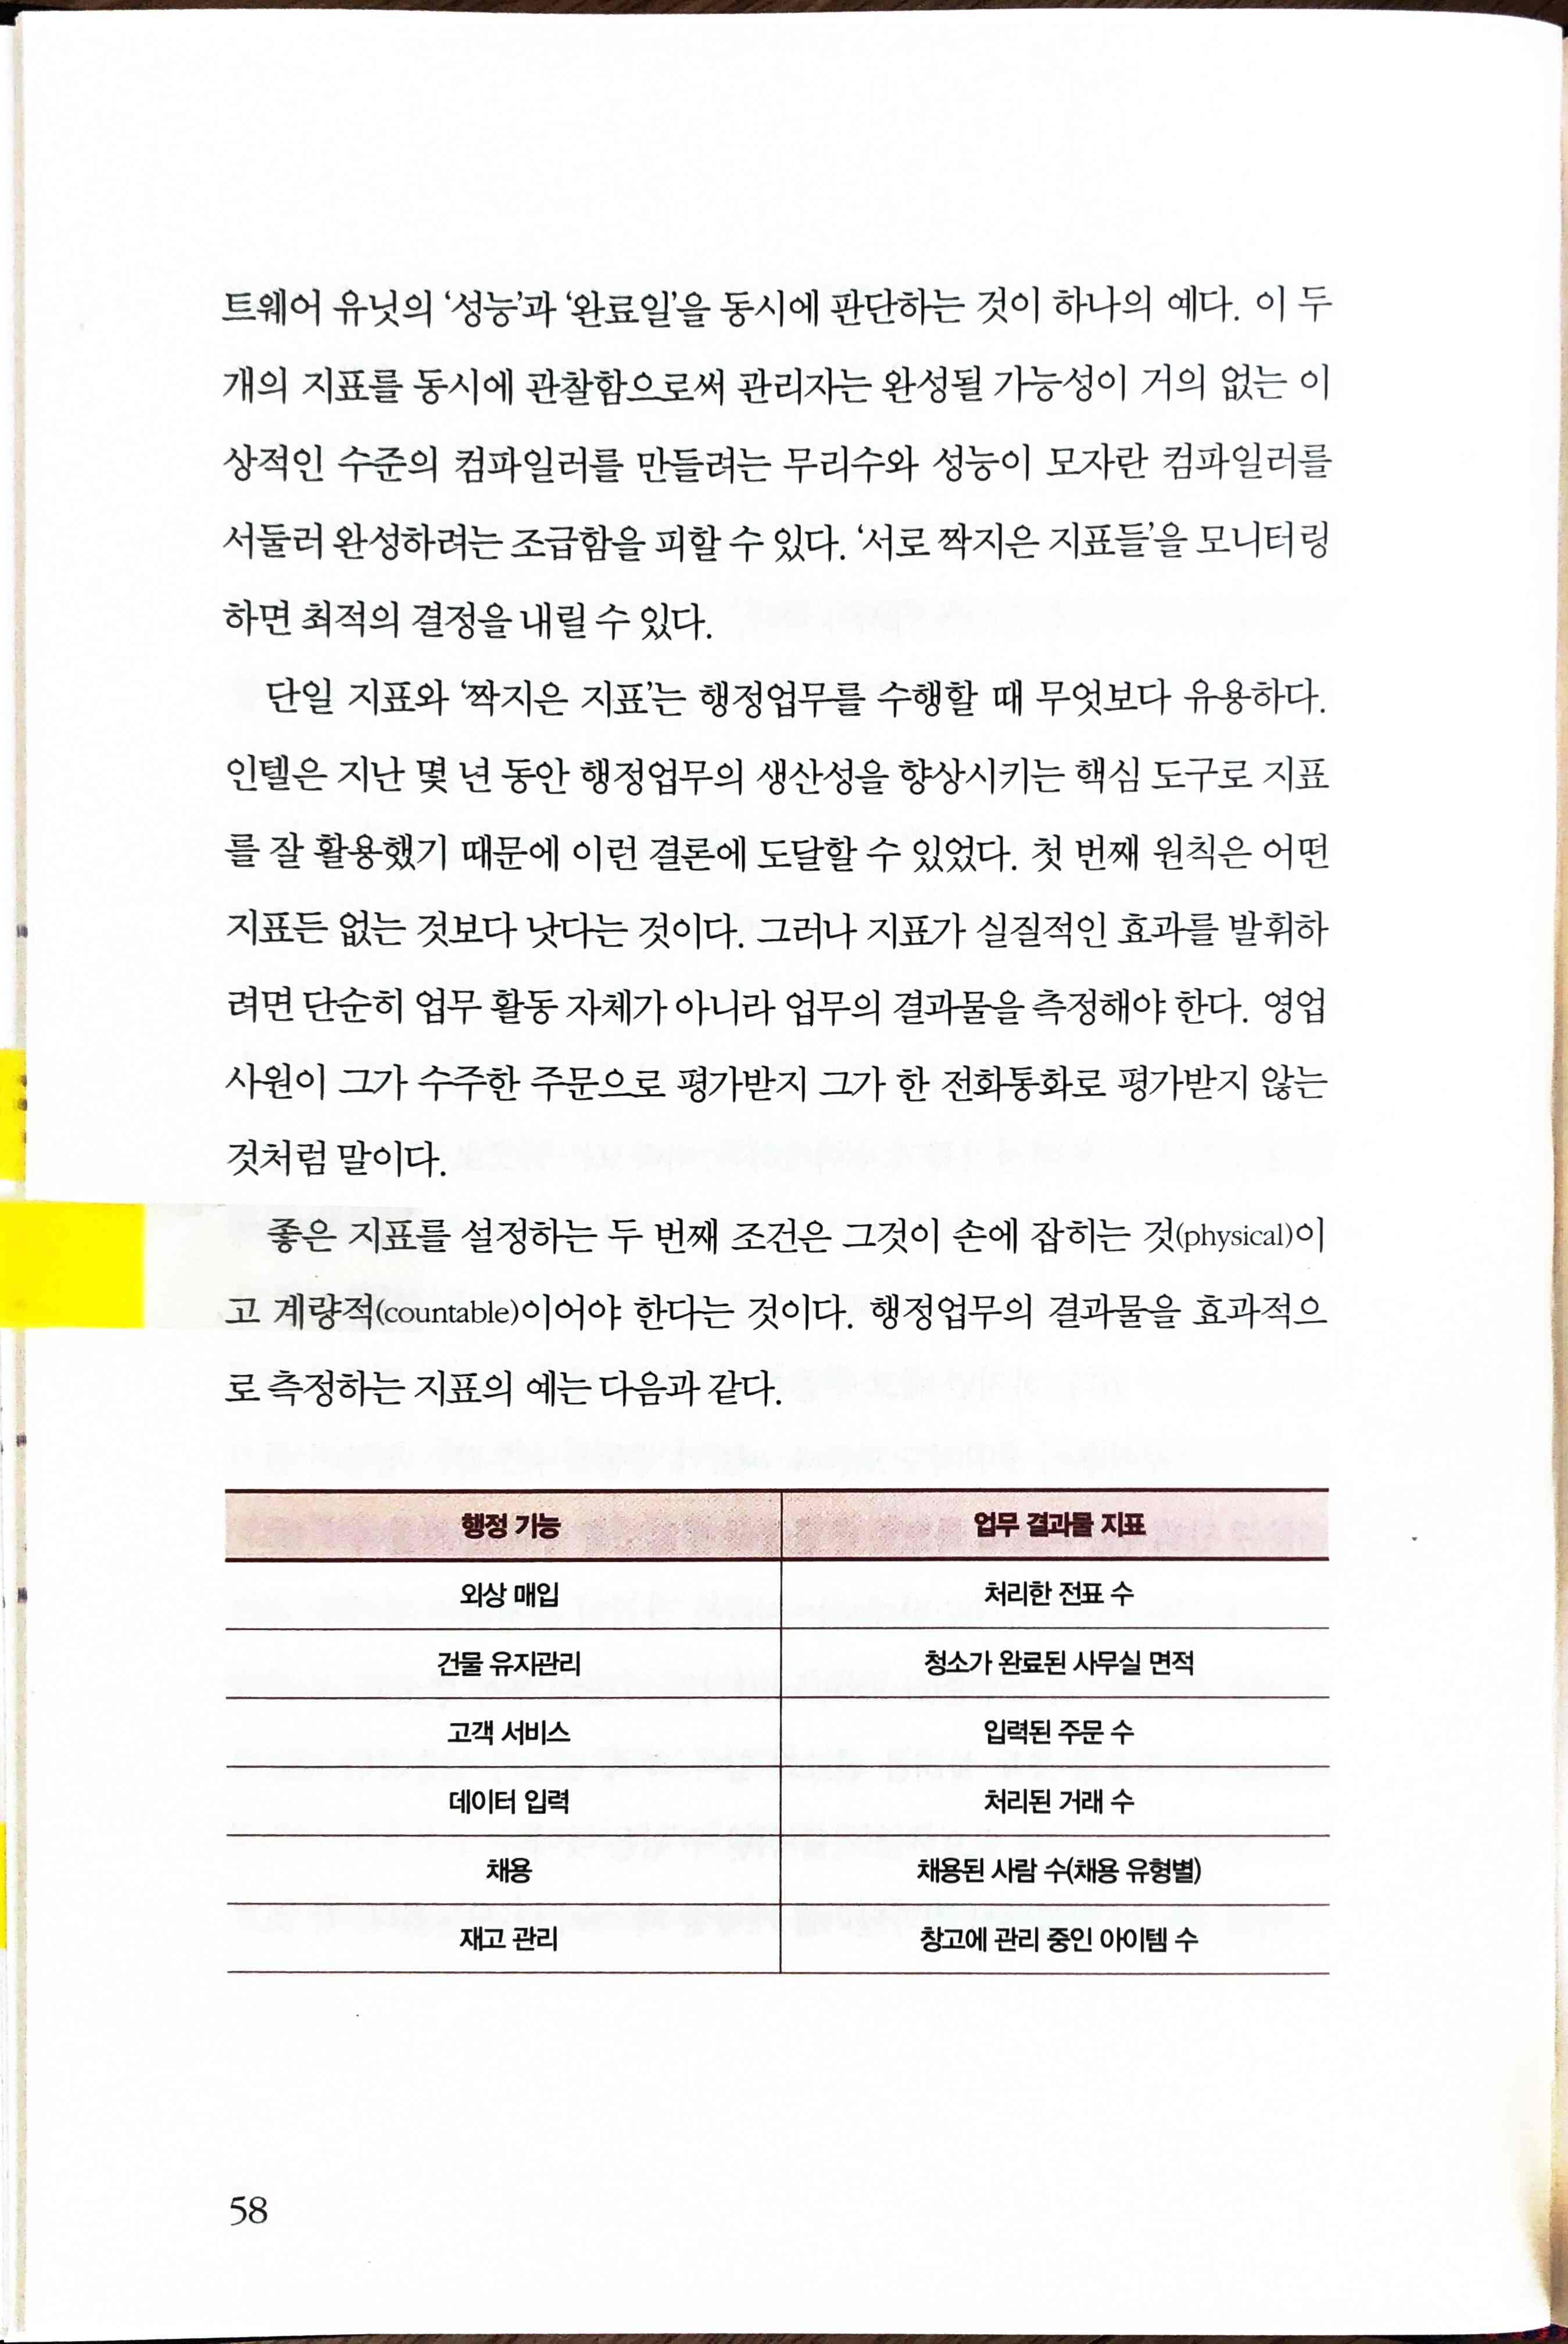 트웨어 유닛의 ‘성능’과 ‘완료일’을 동시에 판단하는 것이 하나의 예다. 이 두
개의 지표를 동시에 관찰함으로써 관리자는 완성될 가능성이 거의 없는 이
상적인 수준의 컴파일러를 만들려는 무리수와 성능이 모자란 컴파일러를
서둘러 완성하려는 조급함을 피할 수 있다. ‘서로 짝지은 지표들’을 모니터링
하면 최적의 결정을 내릴 수 있다.
단일 지표와 ‘짝지은 지표’는 행정업무를 수행할 때 무엇보다 유용하다.
인텔은 지난 몇 년 동안 행정업무의 생산성을 향상시키는 핵심 도구로 지표
를 잘 활용했기 때문에 이런 결론에 도달할 수 있었다. 첫 번째 원칙은 어떤
지표든 없는 것보다 낫다는 것이다. 그러나 지표가 실질적인 효과를 발휘하
려면 단순히 업무 활동 자체가 아니라 업무의 결과물을 측정해야 한다. 영업
사원이 그가 수주한 주문으로 평가받지 그가 한 전화통화로 평가받지 않는
것처럼 말이다.
좋은 지표를 설정하는 두 번째 조건은 그것이 손에 잡히는 것(physical)이
고 계량적(countable)이어야 한다는 것이다. 행정업무의 결과물을 효과적으
로 측정하는 지표의 예는 다음과 같다.
행정 기능 업무 결과물 지표
외상 매입 처리한 전표 수
건물 유지관리 청소가 완료된 사무실 면적
고객 서비스 입력된 주문 수
데이터 입력 처리된 거래 수
채용 채용된 사람 수(채용 유형별)
재고 관리 창고에 관리 중인 아이템 수
58